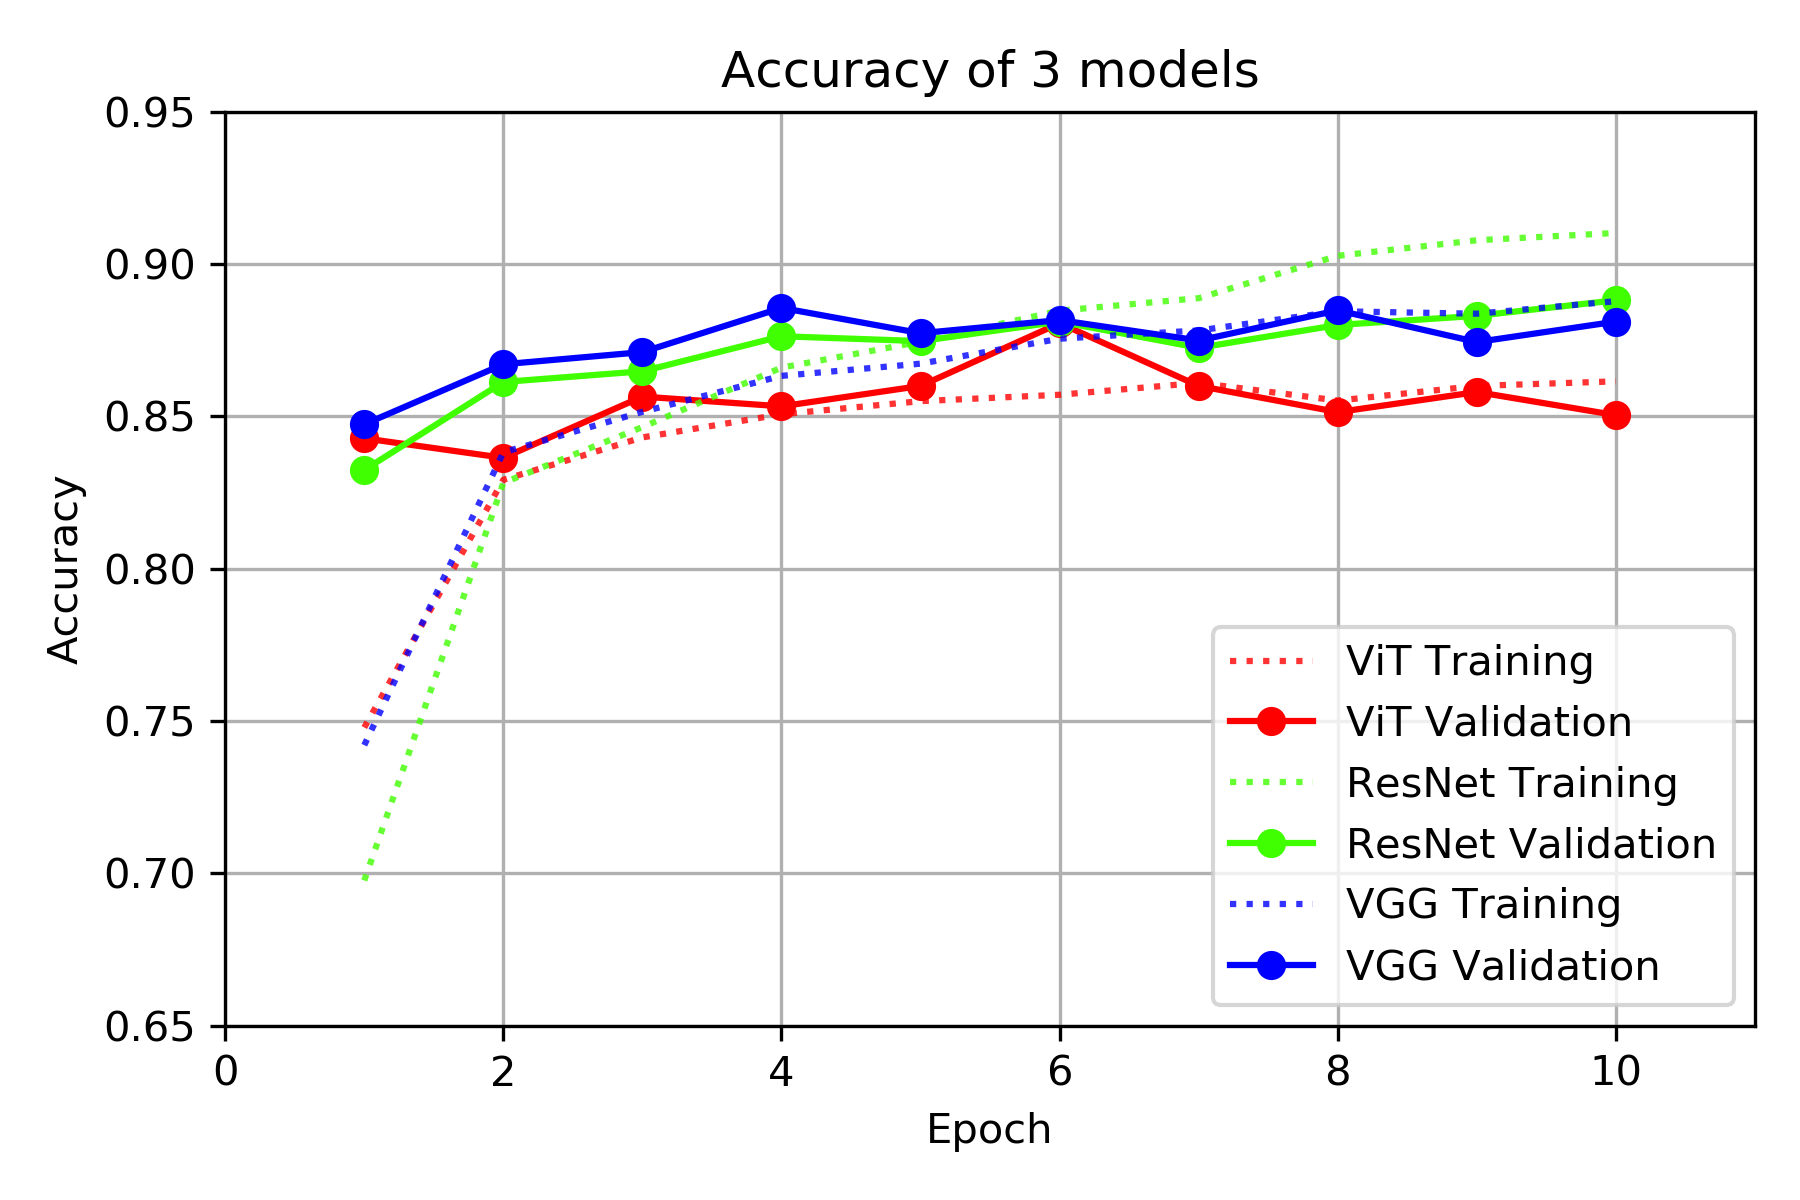 Accuracy of 3 models
0.95
0.90
0.85
0.80
0.75
0.70
0.65
Accuracy
0 2 4 6 8 10
Epoch
ViT Training
ViT Validation
ResNet Training
ResNet Validation
VGG Training
VGG Validation